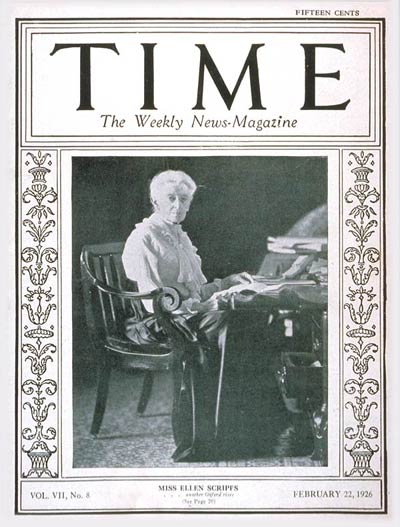 FIFTEEN CENTS
TIME
The Weekly News-Magazine
MISS ELLEN SCRIPPS
. . . another Oxford rises
(See Page 20)
VOL. VII, No. 8
FEBRUARY 22, 1926